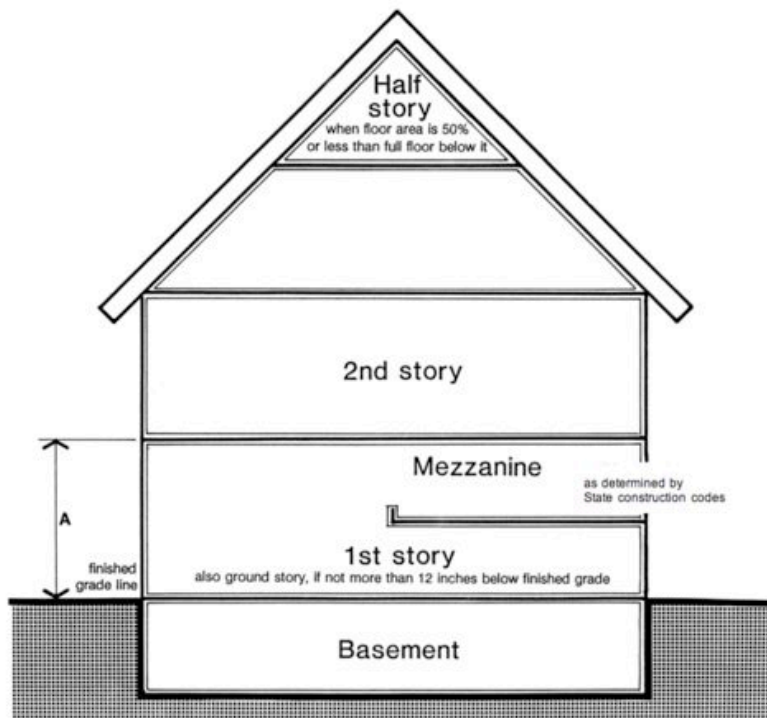 Half
story
when floor area is 50%
or less than full floor below it
2nd story
Mezzanine
as determined by
State construction codes
A
finished
grade line
1st story
also ground story, if not more than 12 inches below finished grade
Basement